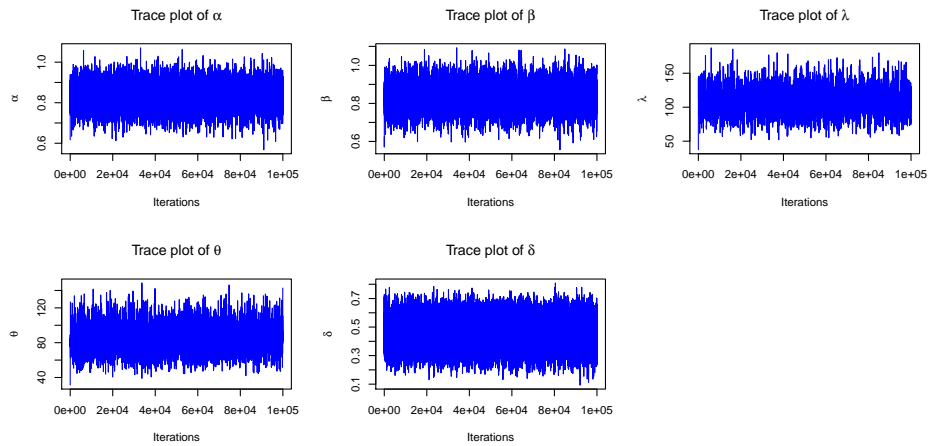 Trace plot of α
Trace plot of β
Trace plot of λ
α
0.6 0.8 1.0
0e+00 2e+04 4e+04 6e+04 8e+04 1e+05
Iterations
β
0.6 0.8 1.0
0e+00 2e+04 4e+04 6e+04 8e+04 1e+05
Iterations
λ
50 100 150
0e+00 2e+04 4e+04 6e+04 8e+04 1e+05
Iterations
Trace plot of θ
Trace plot of δ
θ
40 80 120
0e+00 2e+04 4e+04 6e+04 8e+04 1e+05
Iterations
δ
0.1 0.3 0.5 0.7
0e+00 2e+04 4e+04 6e+04 8e+04 1e+05
Iterations